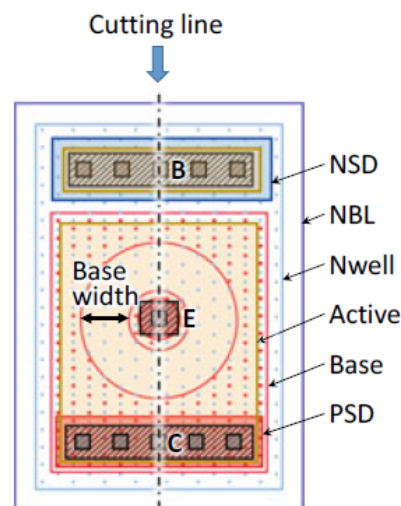 Cutting line
B
NSD
NBL
Nwell
Base
width
E
Active
Base
PSD
C